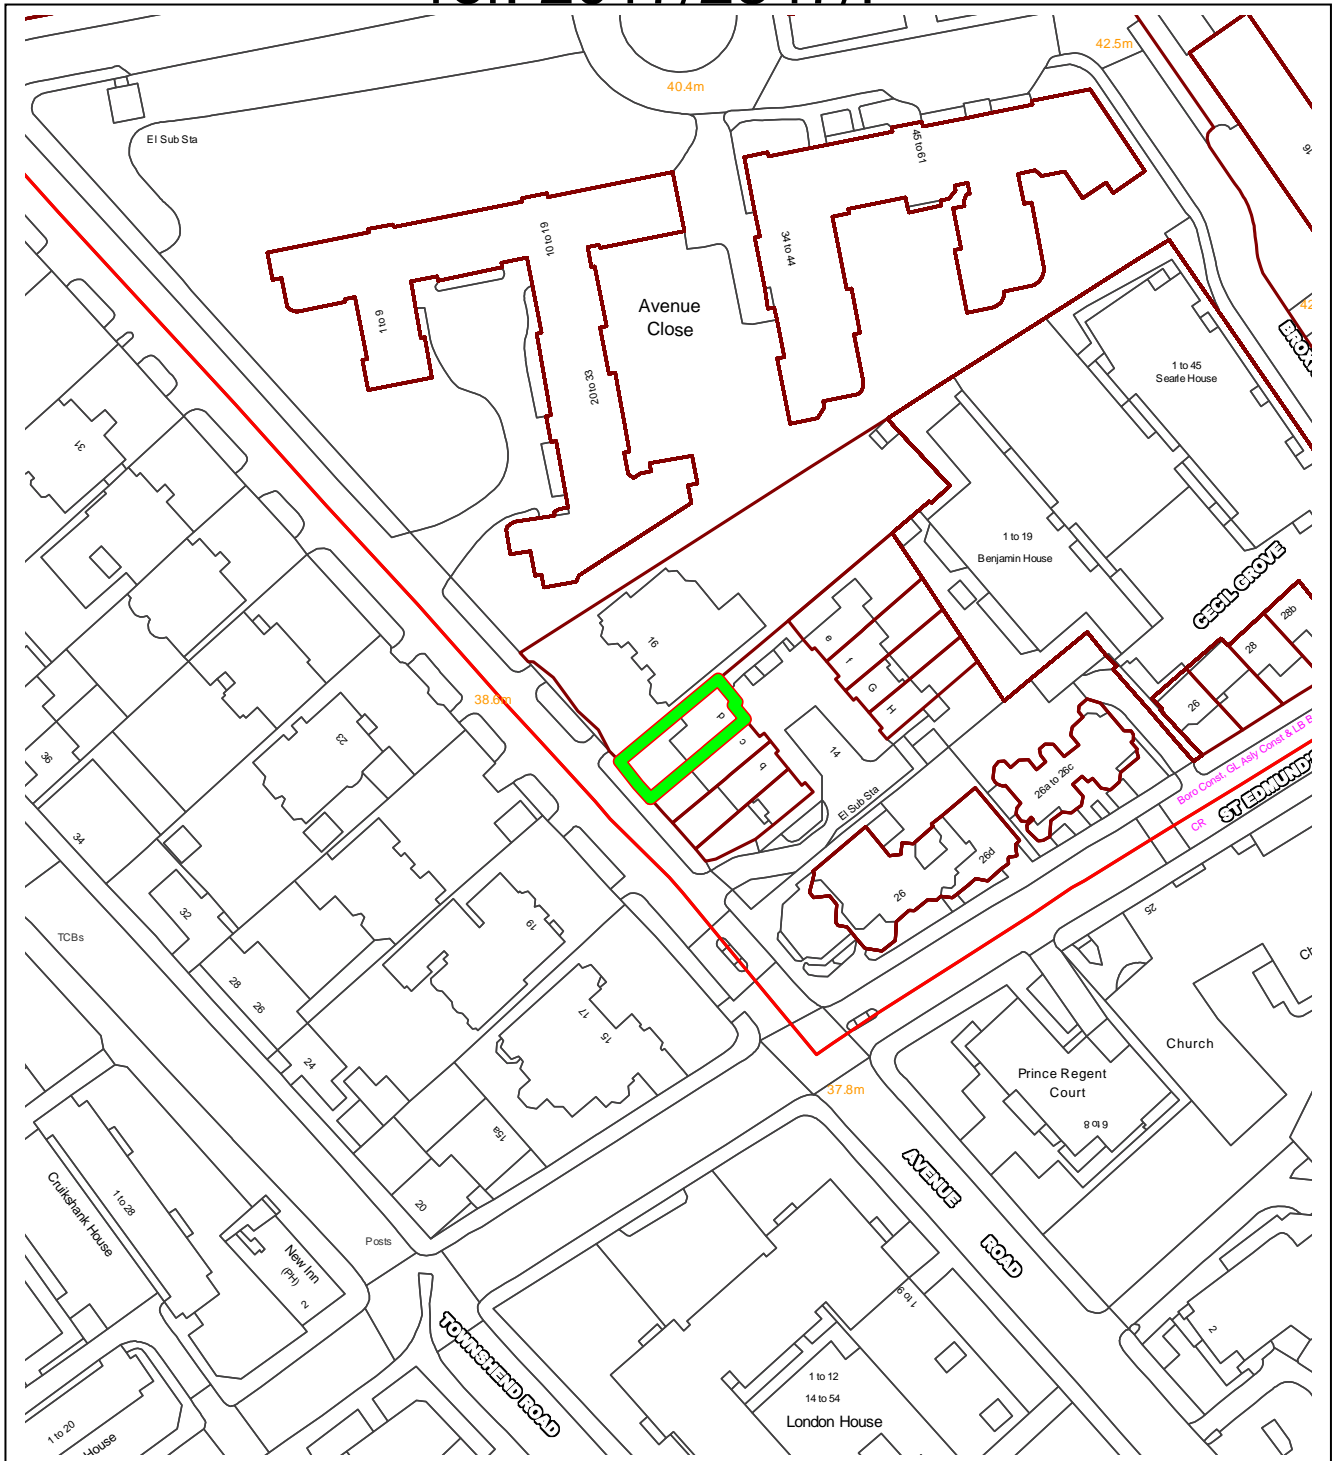 42.5m
40.4m
El Sub Sta
45 to 61
16
10 to 19
34 to 44
Avenue
Close
1 to 9
20 to 33
1 to 45
Searle House
31
1 to 19
Benjamin House
CECIL GROVE
16
e
f
G
H
28b
28
26
38.6m
d
c
b
14
23
36
El Sub Sta
26a to 26c
Boro Const, GL Asly Const & LB B
CR
ST EDMUND'S
34
26d
26
25
32
19
TCBs
17
15
28
26
24
Church
Prince Regent
Court
6 to 8
37.8m
15a
20
AVENUE
ROAD
Cruikshank House
1 to 28
New Inn
(PH)
2
Posts
1 to 9
2
TOWNSHEND ROAD
1 to 12
14 to 54
London House
1 to 20
House